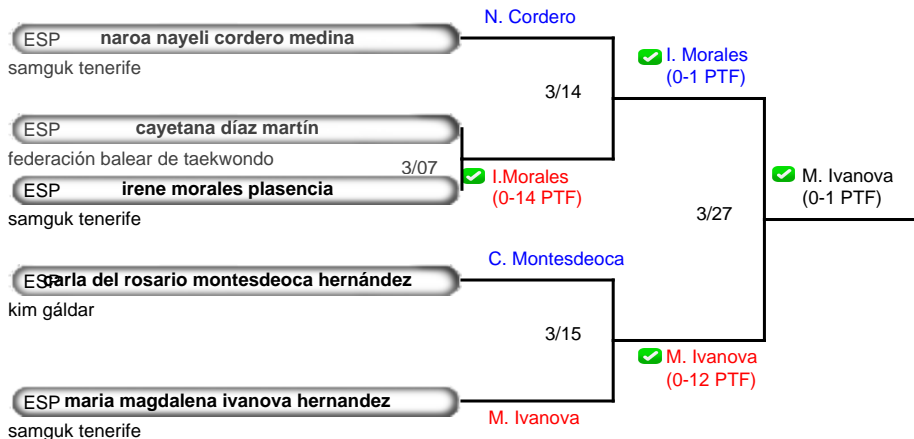 N. Cordero
ESP naroa nayeli cordero medina
samguk tenerife
I. Morales
(0-1 PTF)
3/14
ESP cayetana díaz martín
federación balear de taekwondo
3/07
I.Morales
(0-14 PTF)
ESP irene morales plasencia
samguk tenerife
M. Ivanova
(0-1 PTF)
3/27
C. Montesdeoca
ESP carla del rosario montesdeoca hernández
kim gáldar
3/15
M. Ivanova
(0-12 PTF)
ESP maria magdalena ivanova hernandez
samguk tenerife
M. Ivanova